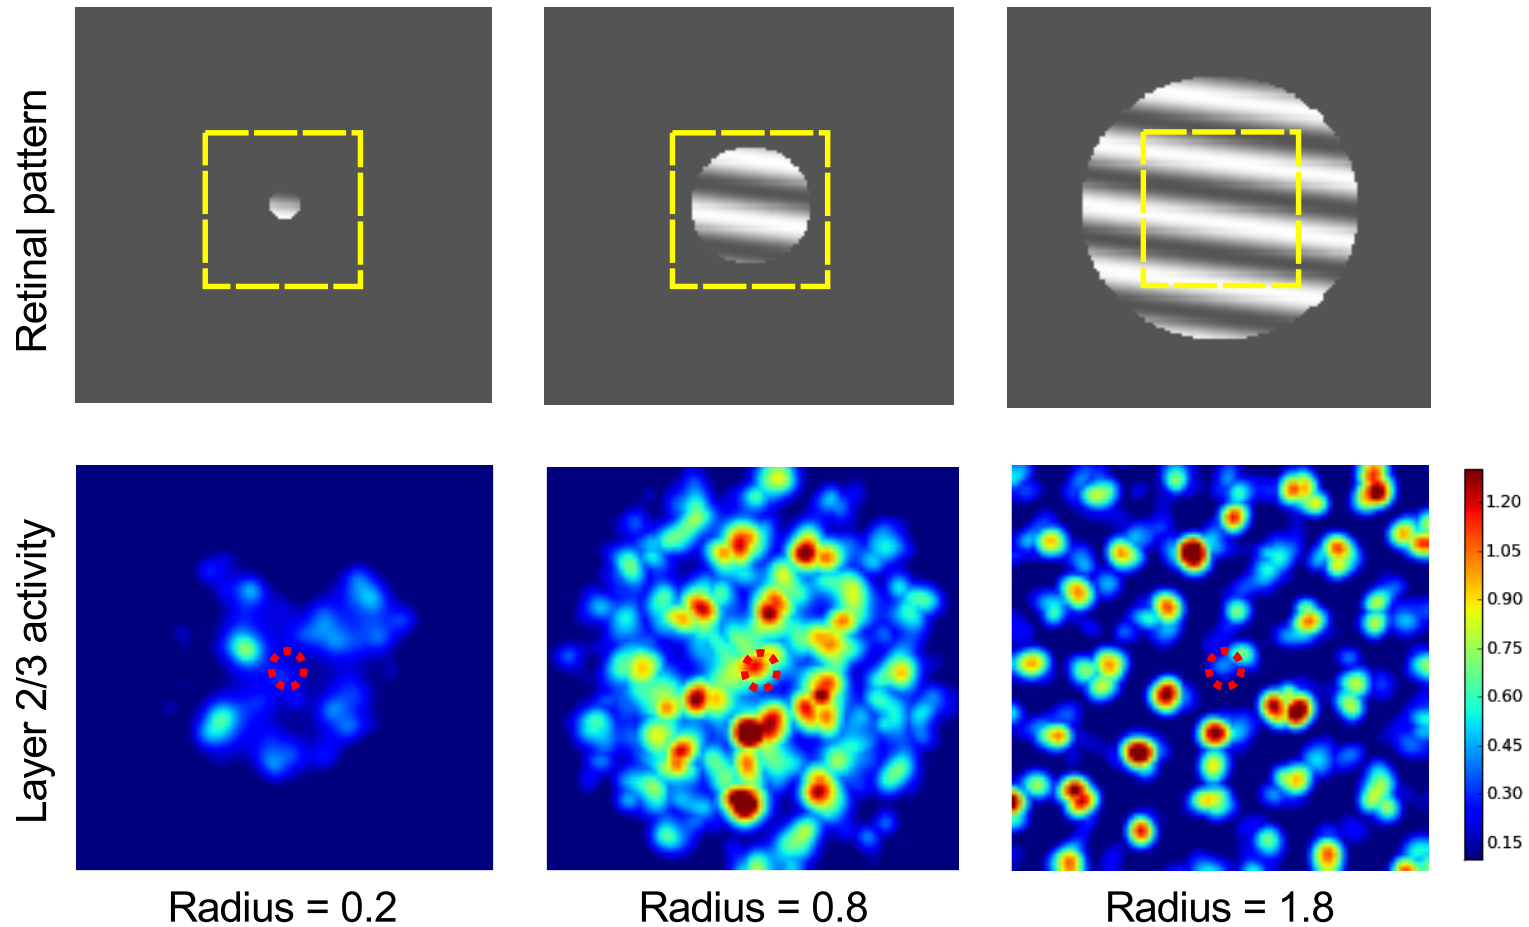 Retinal pattern
Layer 2/3 activity
1.20
1.05
0.90
0.75
0.60
0.45
0.30
0.15
Radius = 0.2
Radius = 0.8
Radius = 1.8